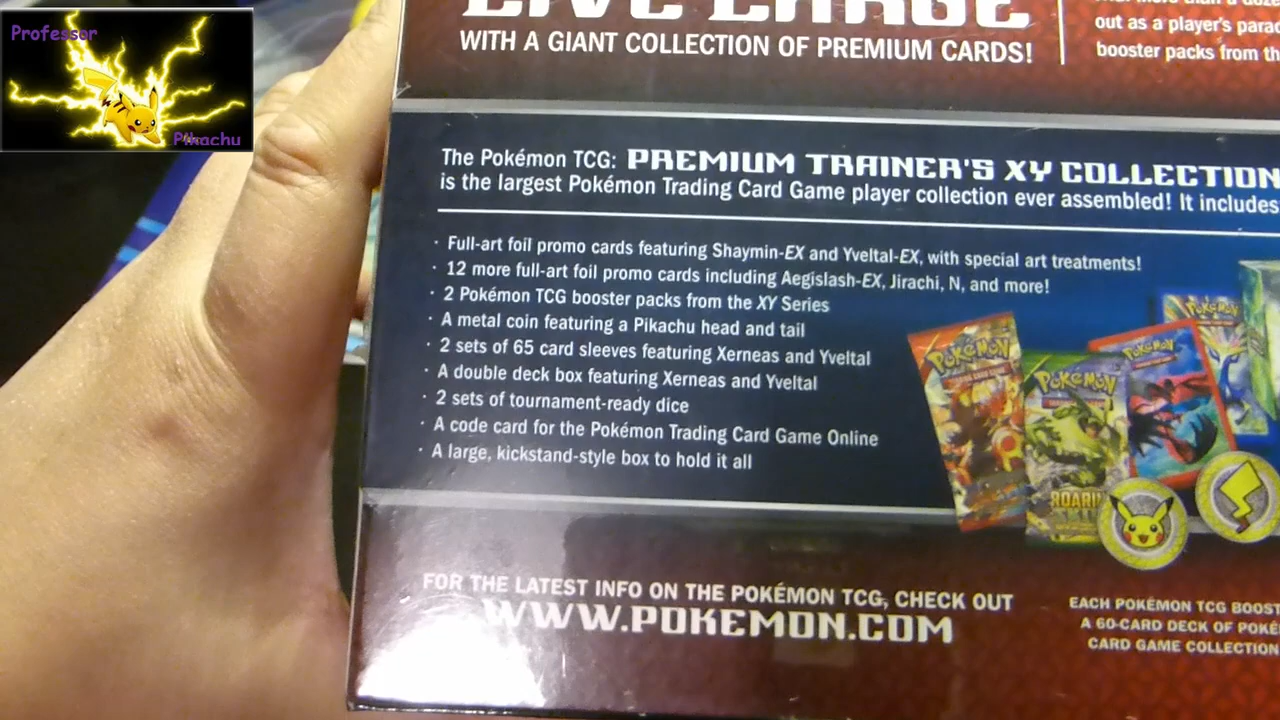 Professor
Pikachu
LIVE LARGE
WITH A GIANT COLLECTION OF PREMIUM CARDS!
out as a player's
booster packs from
The Pokémon TCG: PREMIUM TRAINER'S XY COLLECTION
is the largest Pokémon Trading Card Game player collection ever assembled! It includes
· Full-art foil promo cards featuring Shaymin-EX and Yveltal-EX, with special art treatments!
· 12 more full-art foil promo cards including Aegislash-EX, Jirachi, N, and more!
· 2 Pokémon TCG booster packs from the XY Series
· A metal coin featuring a Pikachu head and tail
· 2 sets of 65 card sleeves featuring Xerneas and Yveltal
· A double deck box featuring Xerneas and Yveltal
· 2 sets of tournament-ready dice
· A code card for the Pokémon Trading Card Game Online
· A large, kickstand-style box to hold it all
POKéMON
POKéMON
POKéMON
POKéMON
FOR THE LATEST INFO ON THE POKÉMON TCG, CHECK OUT
WWW.POKEMON.COM
EACH POKÉMON TCG
A 60-CARD DECK OF
CARD GAME COLLECTION